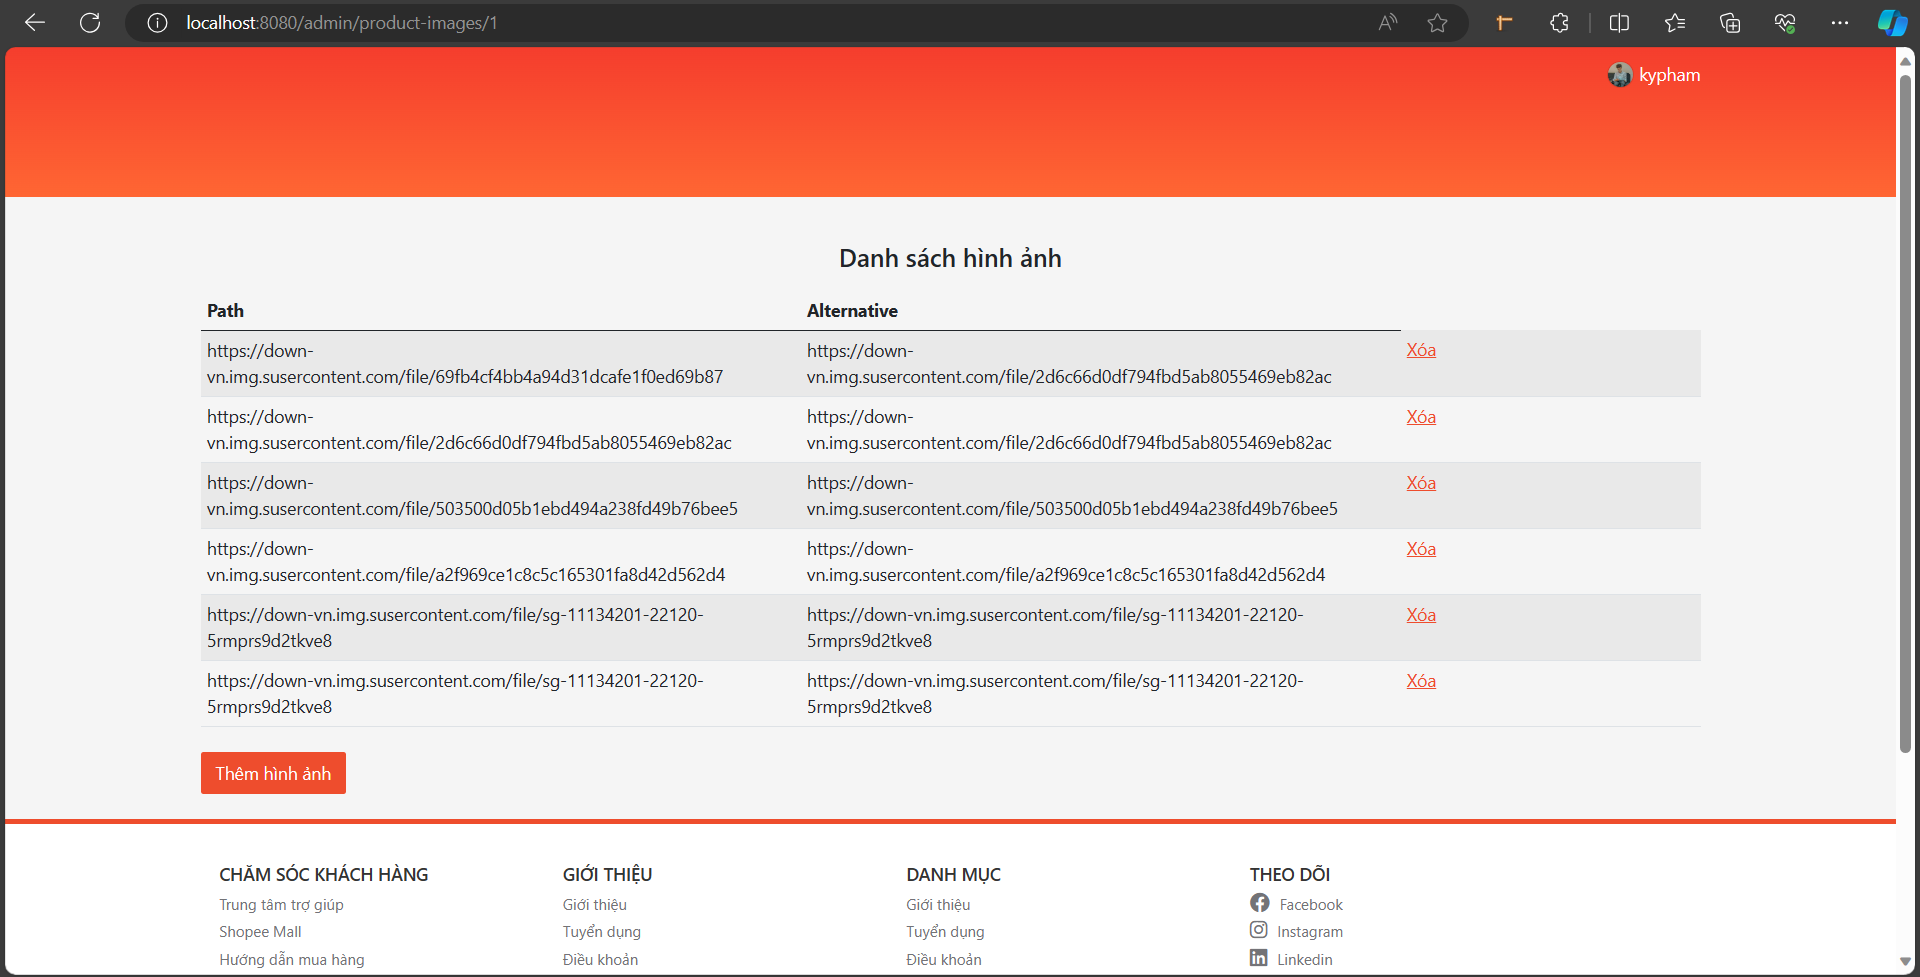 localhost:8080/admin/product-images/1
kypham
Danh sách hình ảnh
Path
Alternative
https://down-
vn.img.susercontent.com/file/69fb4cf4bb4a94d31dcafe1f0ed69b87
https://down-
vn.img.susercontent.com/file/2d6c66d0df794fbd5ab8055469eb82ac
Xóa
https://down-
vn.img.susercontent.com/file/2d6c66d0df794fbd5ab8055469eb82ac
https://down-
vn.img.susercontent.com/file/2d6c66d0df794fbd5ab8055469eb82ac
Xóa
https://down-
vn.img.susercontent.com/file/503500d05b1ebd494a238fd49b76bee5
https://down-
vn.img.susercontent.com/file/503500d05b1ebd494a238fd49b76bee5
Xóa
https://down-
vn.img.susercontent.com/file/a2f969ce1c8c5c165301fa8d42d562d4
https://down-
vn.img.susercontent.com/file/a2f969ce1c8c5c165301fa8d42d562d4
Xóa
https://down-vn.img.susercontent.com/file/sg-11134201-22120-
5rmprs9d2tkve8
https://down-vn.img.susercontent.com/file/sg-11134201-22120-
5rmprs9d2tkve8
Xóa
https://down-vn.img.susercontent.com/file/sg-11134201-22120-
5rmprs9d2tkve8
https://down-vn.img.susercontent.com/file/sg-11134201-22120-
5rmprs9d2tkve8
Xóa
Thêm hình ảnh
CHĂM SÓC KHÁCH HÀNG
Trung tâm trợ giúp
Shopee Mall
Hướng dẫn mua hàng
GIỚI THIỆU
Giới thiệu
Tuyển dụng
Điều khoản
DANH MỤC
Giới thiệu
Tuyển dụng
Điều khoản
THEO DÕI
Facebook
Instagram
Linkedin